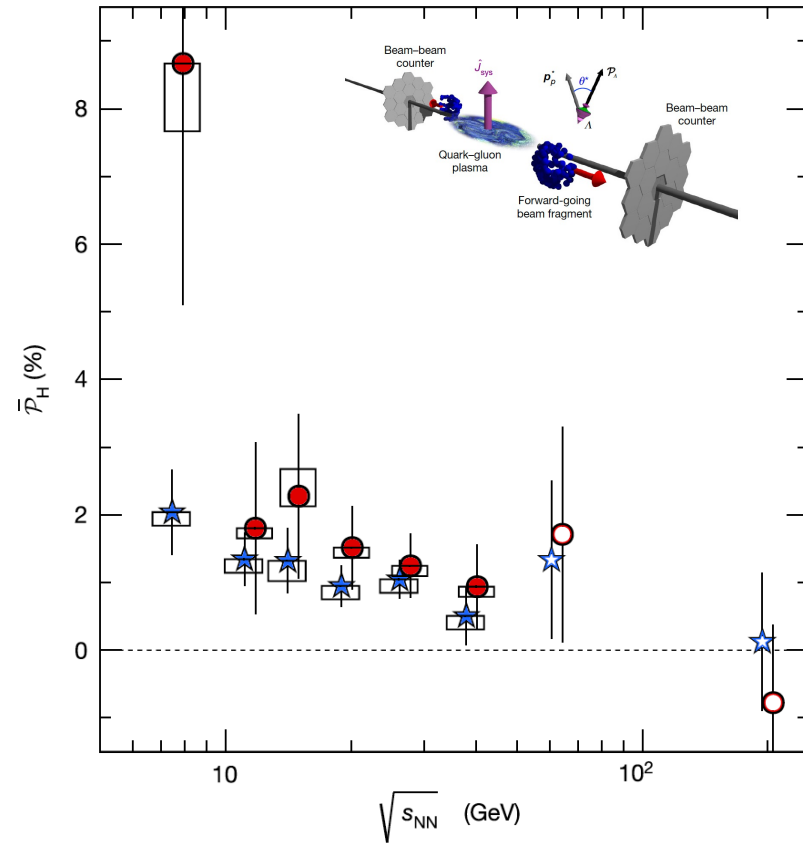 Beam–beam
counter
Ĵsys
p*p
θ*
𝒫Λ
Λ
Beam–beam
counter
Quark–gluon
plasma
Forward-going
beam fragment
8
6
4
2
0
𝒫̅H (%)
10
10²
√sNN (GeV)